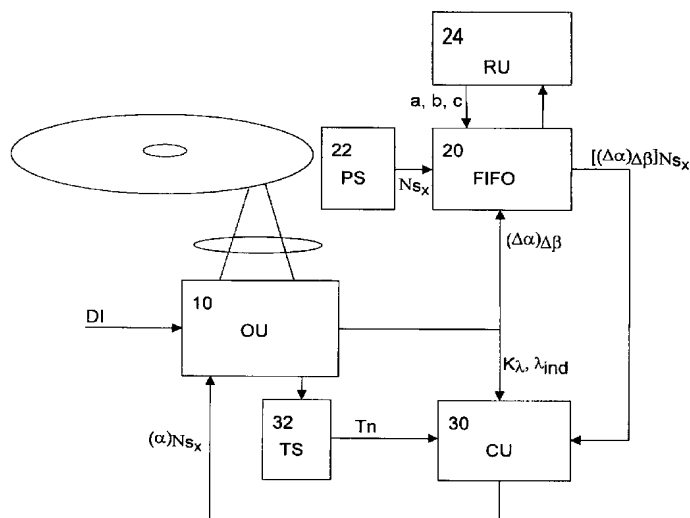 24
RU
a, b, c
22
PS
Nsₓ
20
FIFO
[(Δα)Δβ]Nsₓ
(Δα)Δβ
DI
10
OU
Kλ, λind
(α)Nsₓ
32
TS
Tn
30
CU